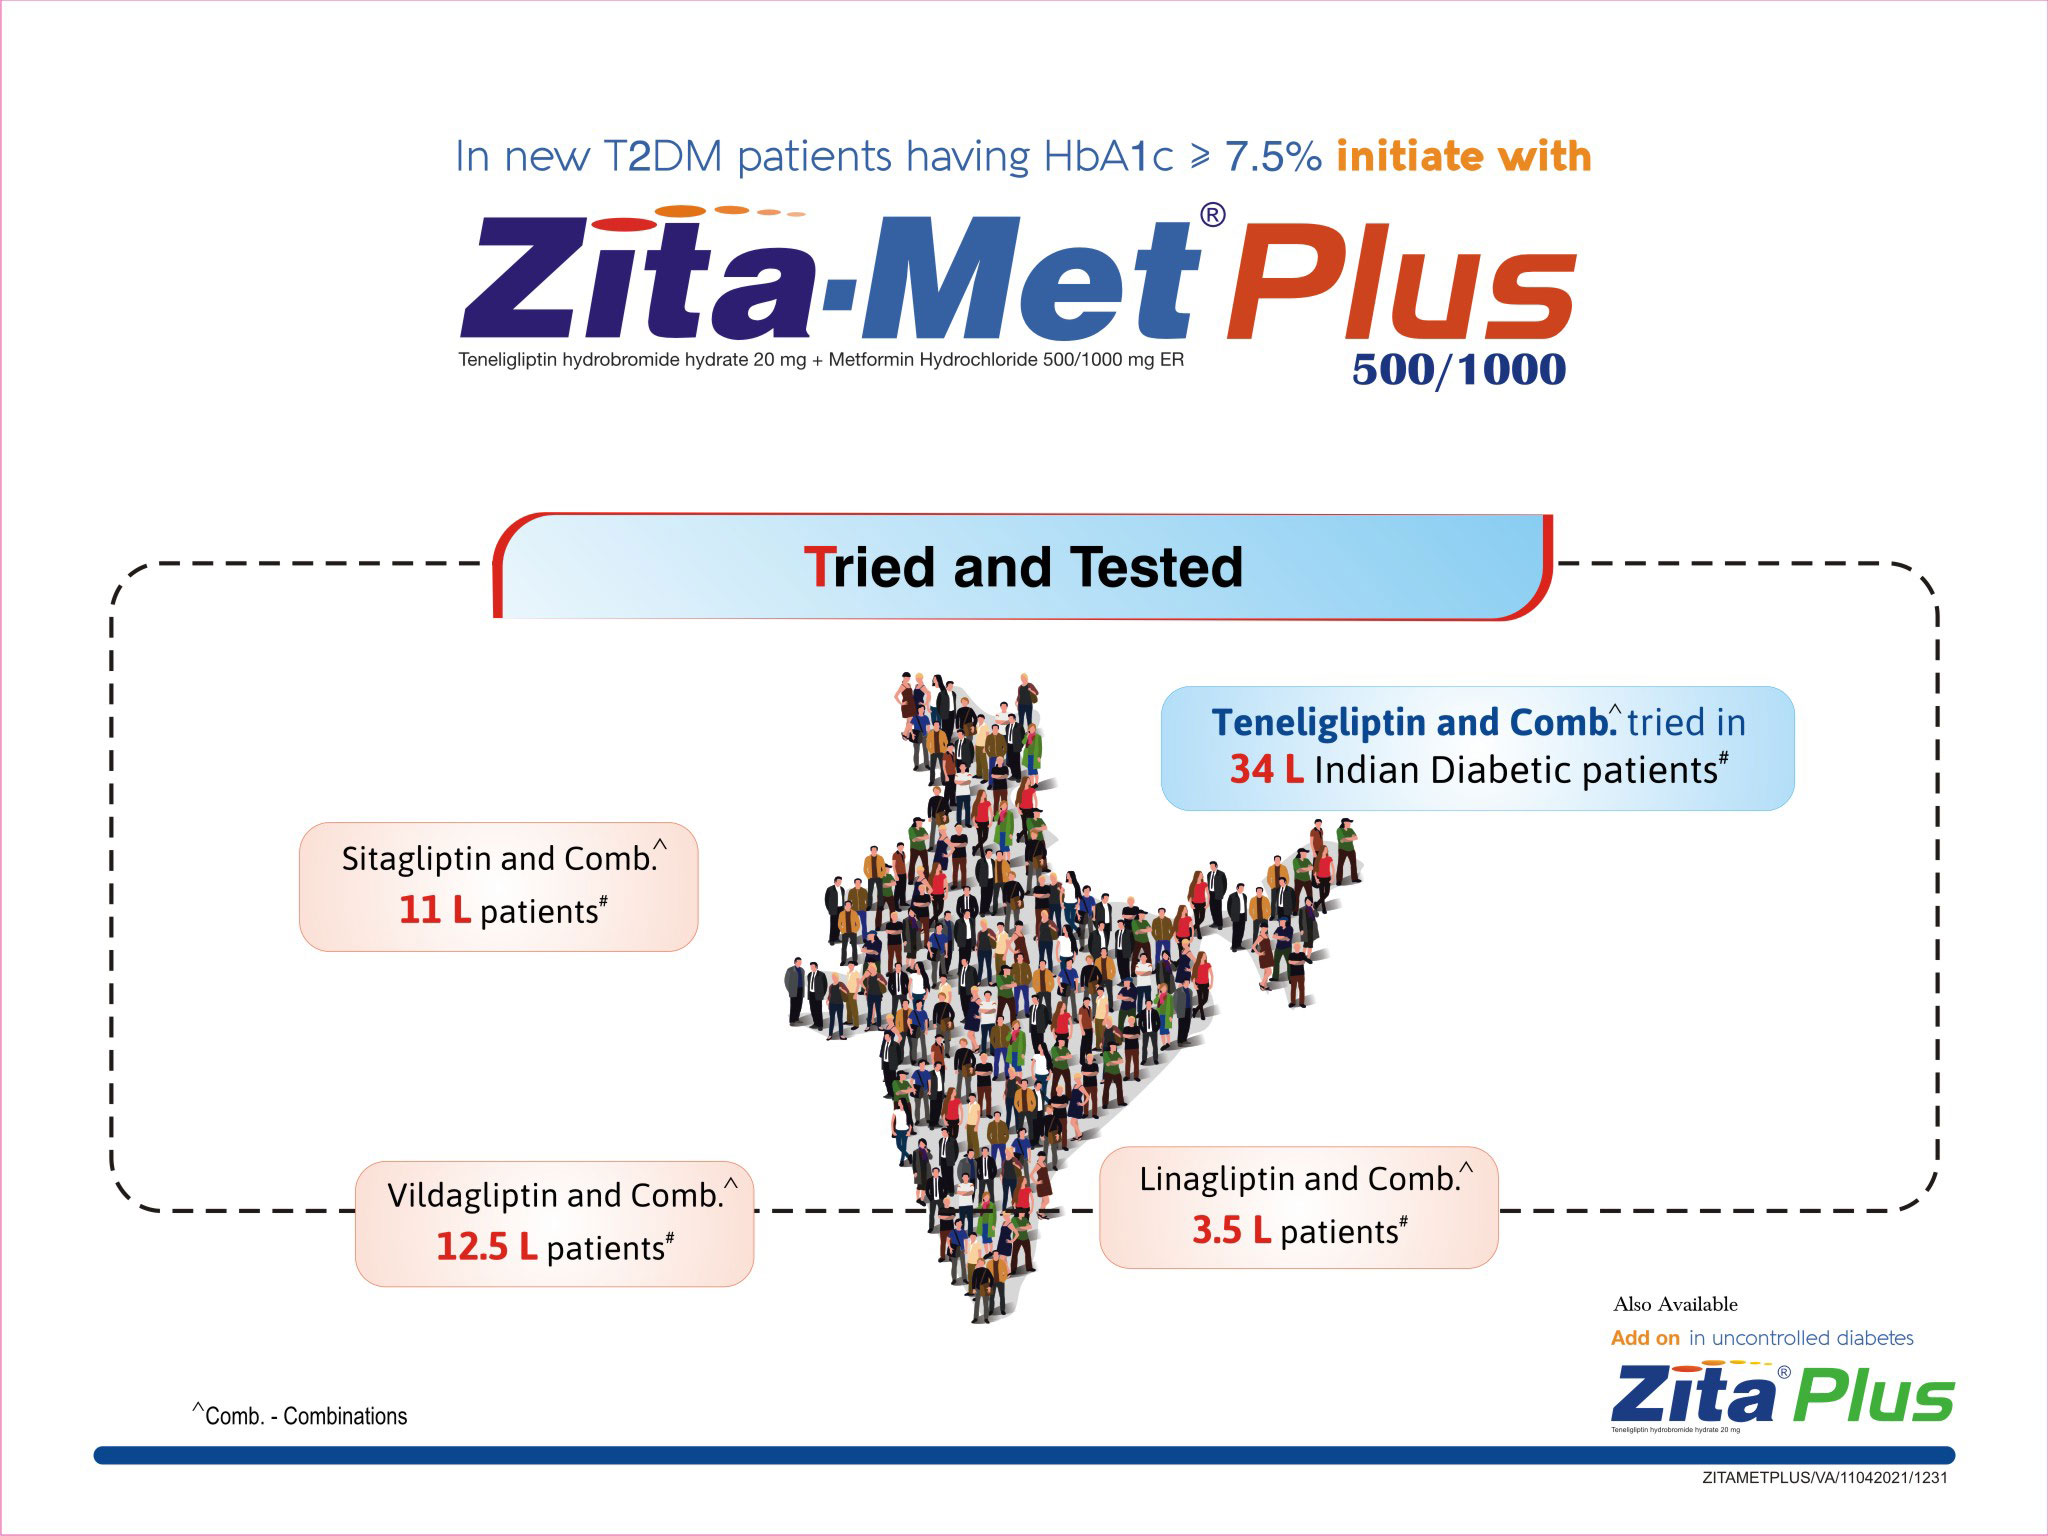 In new T2DM patients having HbA1c ⩾ 7.5% initiate with
Zita-Met® Plus
Teneligliptin hydrobromide hydrate 20 mg + Metformin Hydrochloride 500/1000 mg ER
500/1000
Tried and Tested
Teneligliptin and Comb.^ tried in
34 L Indian Diabetic patients#
Sitagliptin and Comb.^
11 L patients#
Vildagliptin and Comb.^
12.5 L patients#
Linagliptin and Comb.^
3.5 L patients#
Also Available
Add on in uncontrolled diabetes
Zita® Plus
Teneligliptin hydrobromide hydrate 20 mg
^Comb. - Combinations
ZITAMETPLUS/VA/11042021/1231